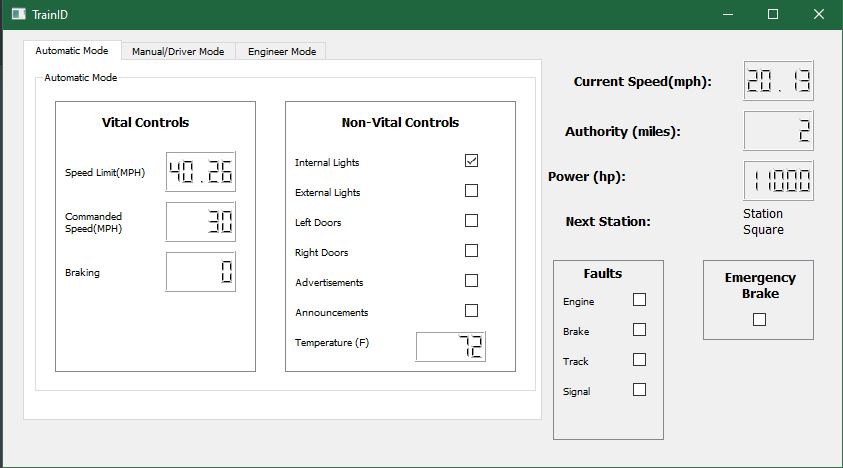 TrainID
Automatic Mode
Manual/Driver Mode
Engineer Mode
Automatic Mode
Vital Controls
Speed Limit(MPH)
40.26
Commanded
Speed(MPH)
30
Braking
0
Non-Vital Controls
Internal Lights
External Lights
Left Doors
Right Doors
Advertisements
Announcements
Temperature (F)
72
Current Speed(mph):
20.13
Authority (miles):
2
Power (hp):
11000
Next Station:
Station
Square
Faults
Engine
Brake
Track
Signal
Emergency
Brake